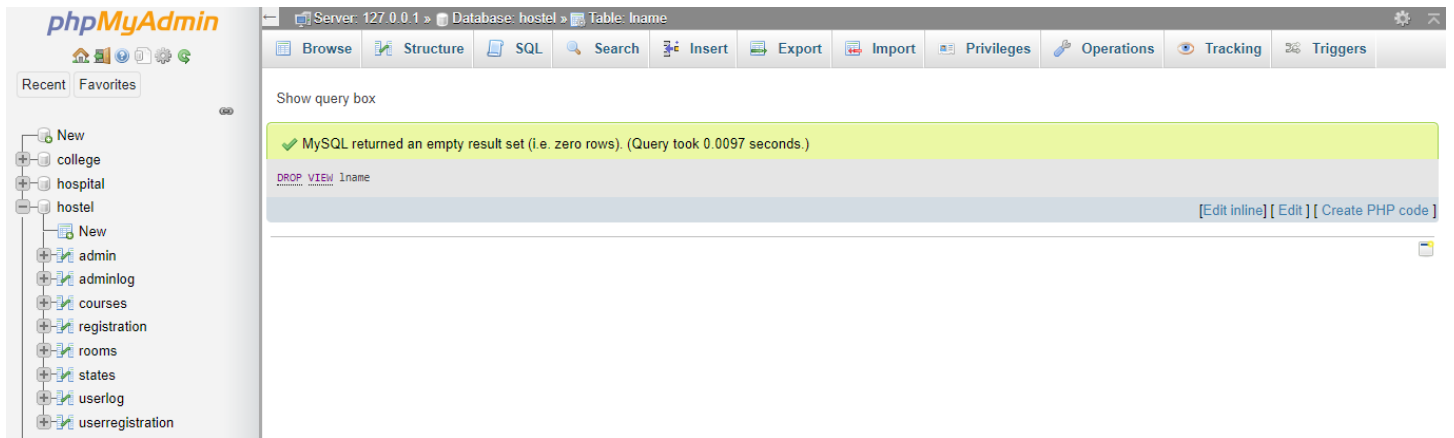 phpMyAdmin
Recent Favorites
New
college
hospital
hostel
New
admin
adminlog
courses
registration
rooms
states
userlog
userregistration
Server: 127.0.0.1 » Database: hostel » Table: lname
Browse Structure SQL Search Insert Export Import Privileges Operations Tracking Triggers
Show query box
MySQL returned an empty result set (i.e. zero rows). (Query took 0.0097 seconds.)
DROP VIEW lname
[Edit inline] [ Edit ] [ Create PHP code ]